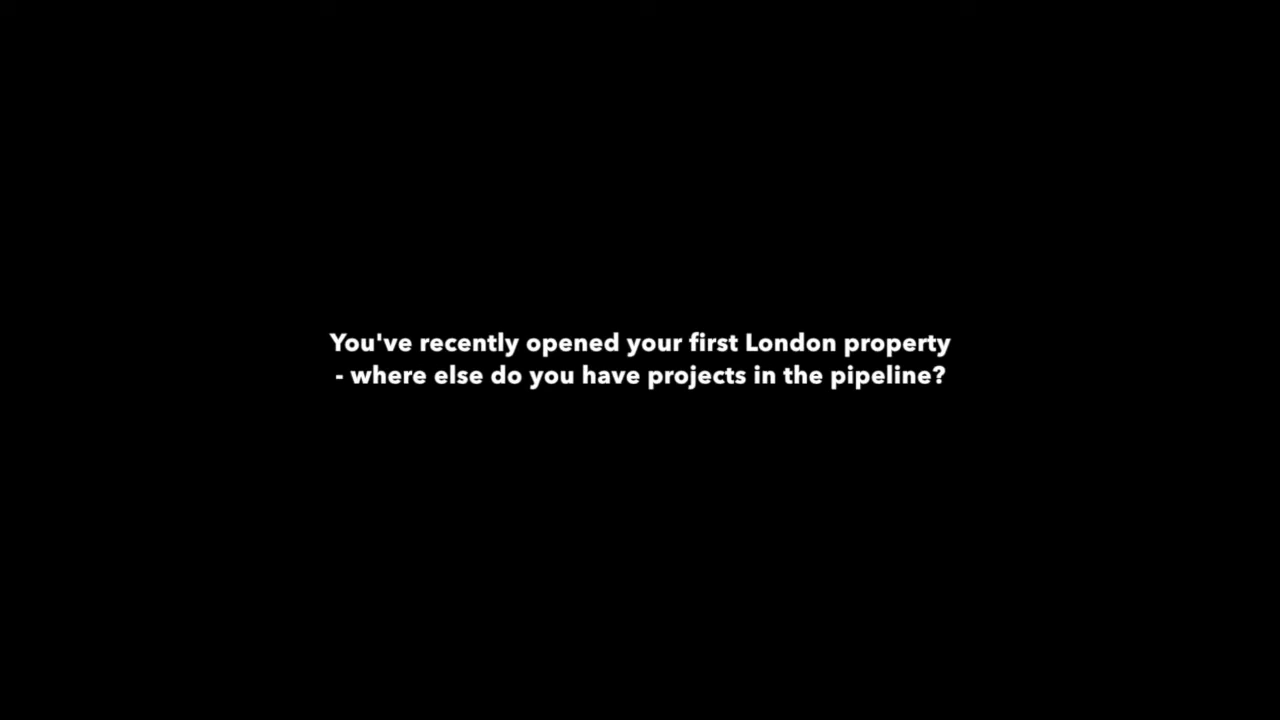 You've recently opened your first London property
- where else do you have projects in the pipeline?